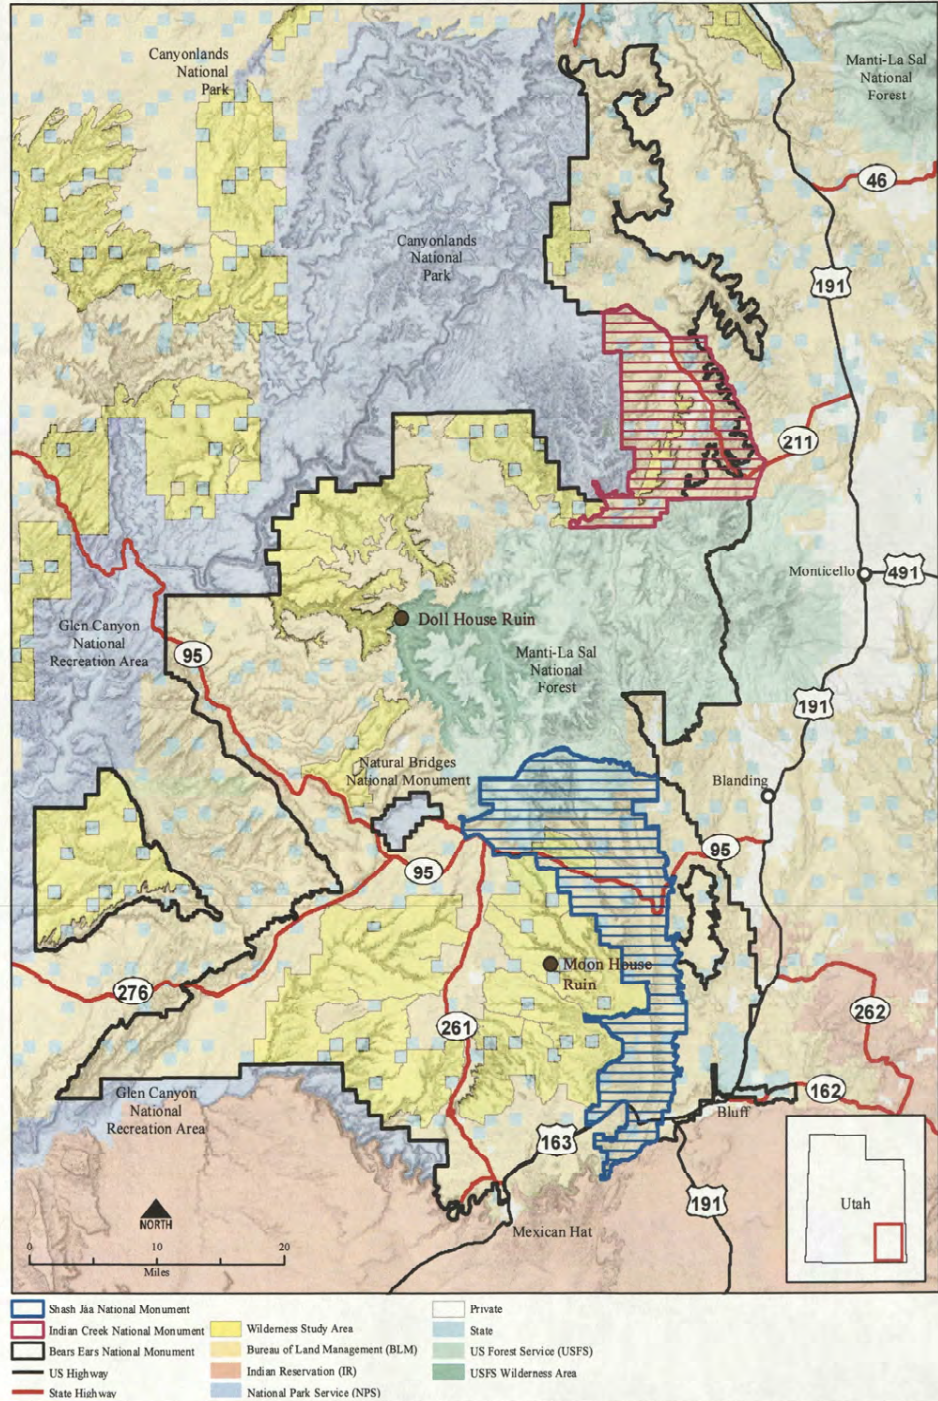 Canyonlands
National
Park
Manti-La Sal
National
Forest
46
Canyonlands
National
Park
191
211
Monticello
491
Doll House Ruin
Glen Canyon
National
Recreation Area
95
Manti-La Sal
National
Forest
191
Natural Bridges
National Monument
Blanding
95
95
Moon House
Ruin
276
261
262
Glen Canyon
National
Recreation Area
162
Bluff
163
191
Utah
NORTH
Mexican Hat
0 10 20
Miles
Shash Jáa National Monument
Indian Creek National Monument
Bears Ears National Monument
US Highway
State Highway
Wilderness Study Area
Bureau of Land Management (BLM)
Indian Reservation (IR)
National Park Service (NPS)
Private
State
US Forest Service (USFS)
USFS Wilderness Area